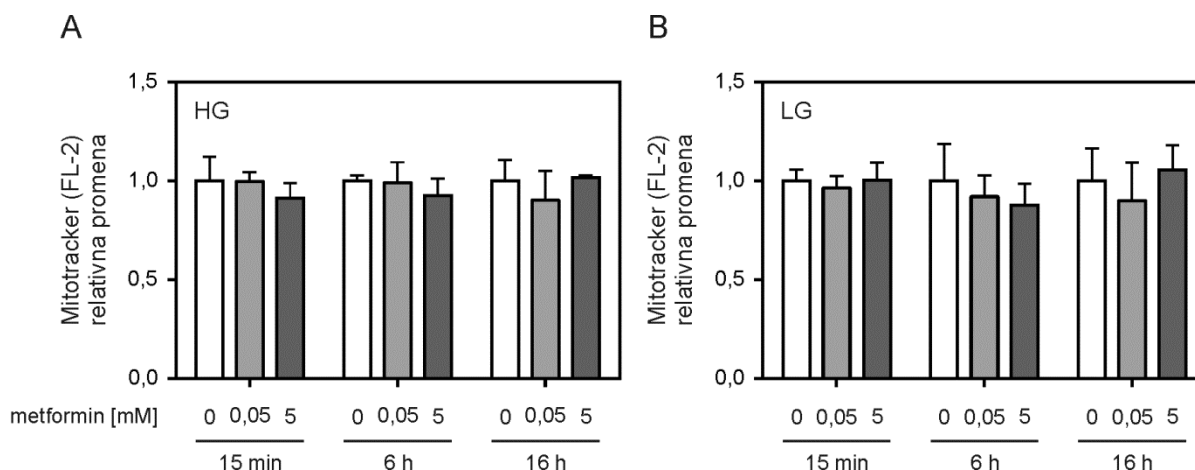 A
Mitotracker (FL-2)
relativna promena
1,5
1,0
0,5
0,0
HG
metformin [mM]
0 0,05 5 0 0,05 5 0 0,05 5
15 min 6 h 16 h
B
Mitotracker (FL-2)
relativna promena
1,5
1,0
0,5
0,0
LG
0 0,05 5 0 0,05 5 0 0,05 5
15 min 6 h 16 h